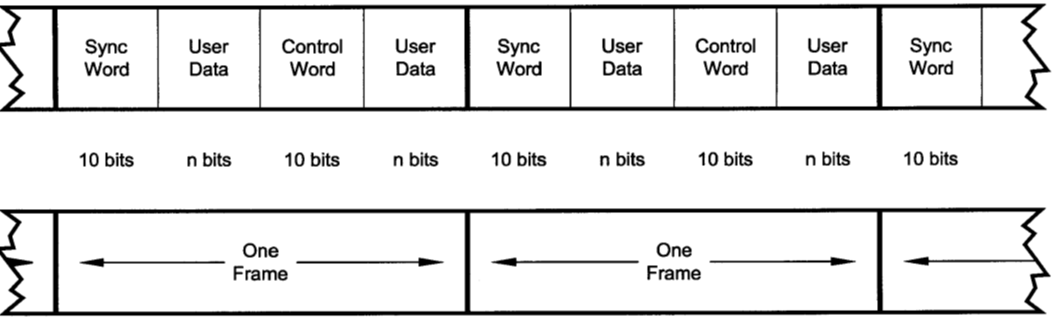 Sync User Control User Sync User Control User Sync
Word Data Word Data Word Data Word Data Word
10 bits n bits 10 bits n bits 10 bits n bits 10 bits n bits 10 bits
One One
Frame Frame